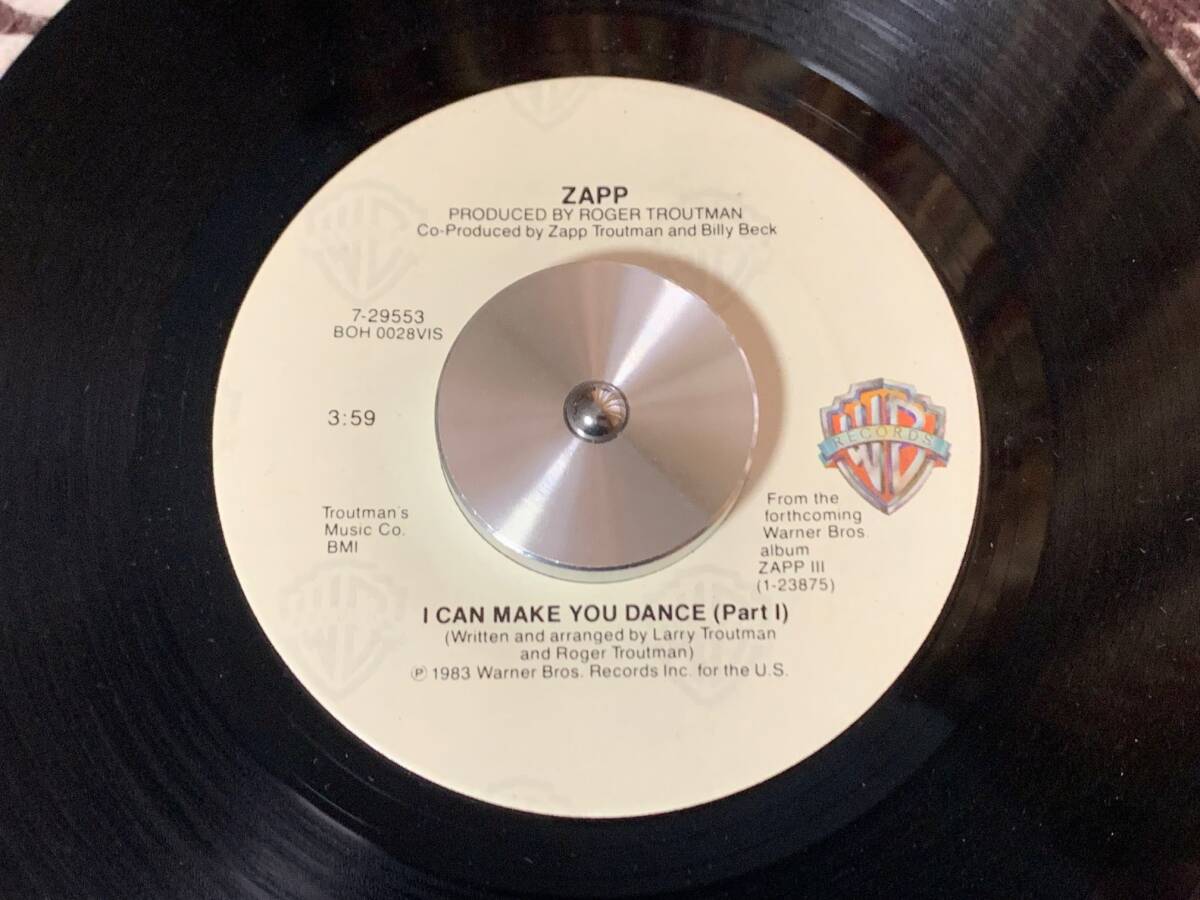 ZAPP
PRODUCED BY ROGER TROUTMAN
Co-Produced by Zapp Troutman and Billy Beck
7-29553
BOH 0028VIS
3:59
Troutman's
Music Co.
BMI
RECORDS
From the
forthcoming
Warner Bros.
album
ZAPP III
(1-23875)
I CAN MAKE YOU DANCE (Part I)
(Written and arranged by Larry Troutman
and Roger Troutman)
℗ 1983 Warner Bros. Records Inc. for the U.S.